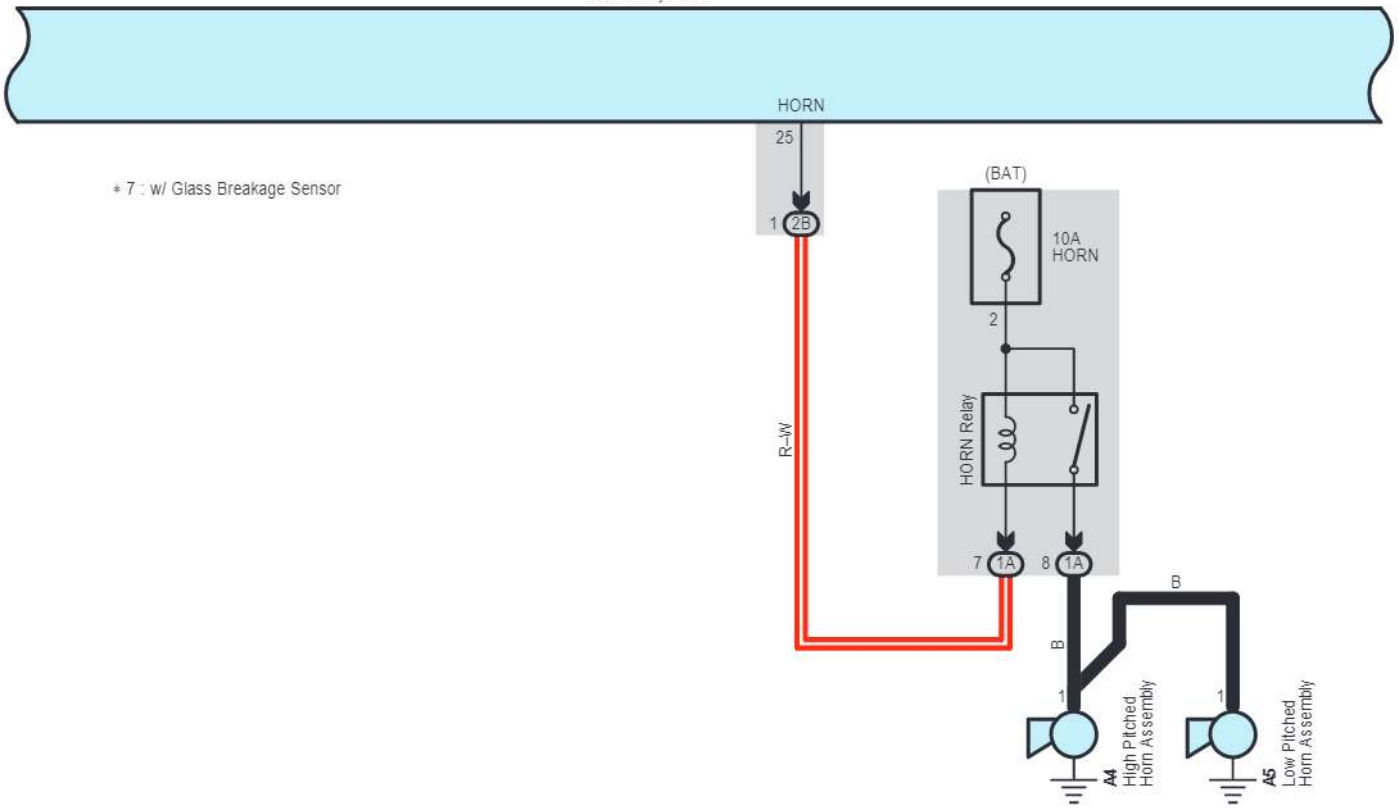 HORN
25
1 2B
* 7 : w/ Glass Breakage Sensor
(BAT)
10A
HORN
2
HORN Relay
R–W
7 1A
8 1A
B
B
1
1
A4
High Pitched
Horn Assembly
A5
Low Pitched
Horn Assembly